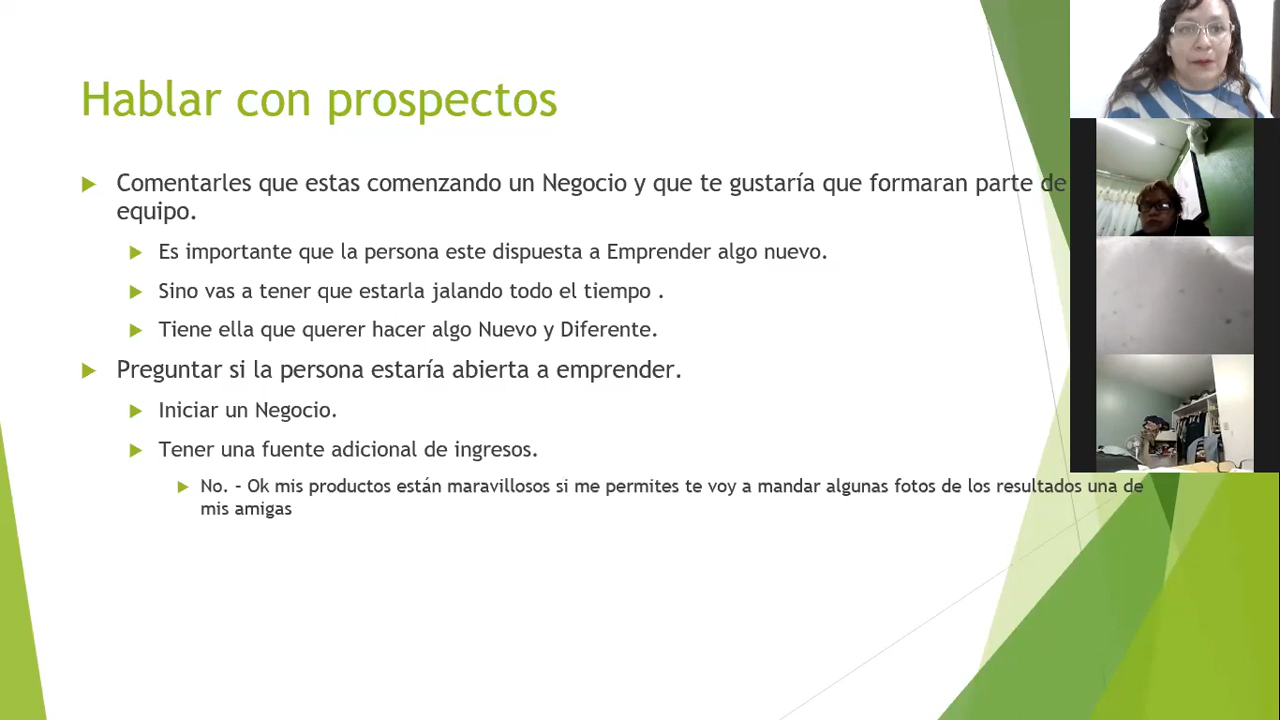 Hablar con prospectos
Comentarles que estas comenzando un Negocio y que te gustaría que formaran parte de
equipo.
Es importante que la persona este dispuesta a Emprender algo nuevo.
Sino vas a tener que estarla jalando todo el tiempo .
Tiene ella que querer hacer algo Nuevo y Diferente.
Preguntar si la persona estaría abierta a emprender.
Iniciar un Negocio.
Tener una fuente adicional de ingresos.
No. – Ok mis productos están maravillosos si me permites te voy a mandar algunas fotos de los resultados una de
mis amigas